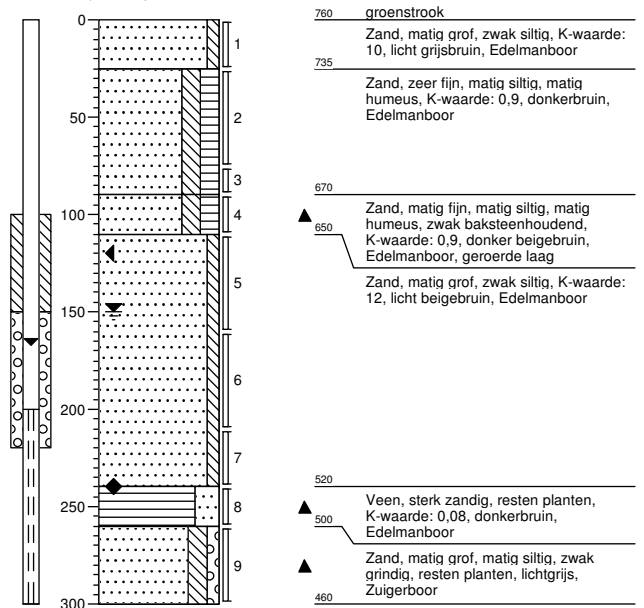 0
50
100
150
200
250
300
1
2
3
4
5
6
7
8
9
760 groenstrook
Zand, matig grof, zwak siltig, K-waarde:
10, licht grijsbruin, Edelmanboor
735
Zand, zeer fijn, matig siltig, matig
humeus, K-waarde: 0,9, donkerbruin,
Edelmanboor
670
Zand, matig fijn, matig siltig, matig
humeus, zwak baksteenhoudend,
K-waarde: 0,9, donker beigebruin,
Edelmanboor, geroerde laag
650
Zand, matig grof, zwak siltig, K-waarde:
12, licht beigebruin, Edelmanboor
520
Veen, sterk zandig, resten planten,
K-waarde: 0,08, donkerbruin,
Edelmanboor
500
Zand, matig grof, matig siltig, zwak
grindig, resten planten, lichtgrijs,
Zuigerboor
460